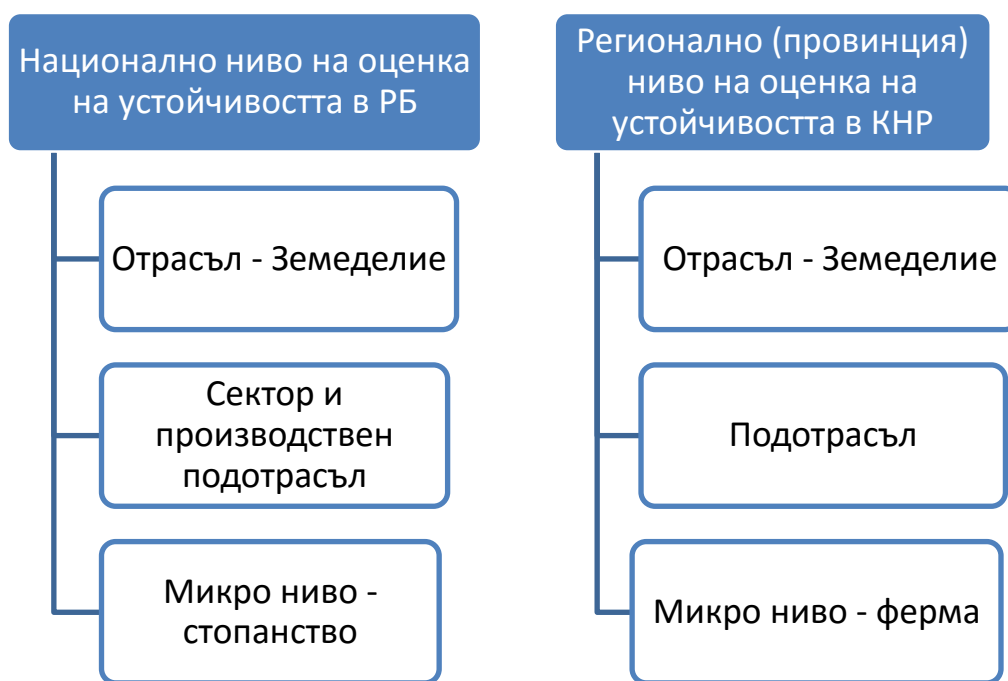 Национално ниво на оценка
на устойчивостта в РБ
Отрасъл - Земеделие
Сектор и
производствен
подотрасъл
Микро ниво -
стопанство
Регионално (провинция)
ниво на оценка на
устойчивостта в КНР
Отрасъл - Земеделие
Подотрасъл
Микро ниво - ферма